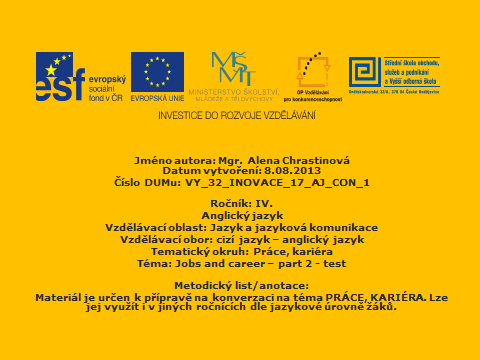 esf evropský sociální fond v ČR
EVROPSKÁ UNIE
MINISTERSTVO ŠKOLSTVÍ,
MLÁDEŽE A TĚLOVÝCHOVY
OP Vzdělávání
pro konkurenceschopnost
Střední škola obchodu,
služeb a podnikání
a Vyšší odborná škola
INVESTICE DO ROZVOJE VZDĚLÁVÁNÍ
Jméno autora: Mgr. Alena Chrastinová
Datum vytvoření: 8.08.2013
Číslo DUMu: VY_32_INOVACE_17_AJ_CON_1
Ročník: IV.
Anglický jazyk
Vzdělávací oblast: Jazyk a jazyková komunikace
Vzdělávací obor: cizí jazyk – anglický jazyk
Tematický okruh: Práce, kariéra
Téma: Jobs and career – part 2 - test
Metodický list/anotace:
Materiál je určen k přípravě na konverzaci na téma PRÁCE, KARIÉRA. Lze
jej využít i v jiných ročnících dle jazykové úrovně žáků.